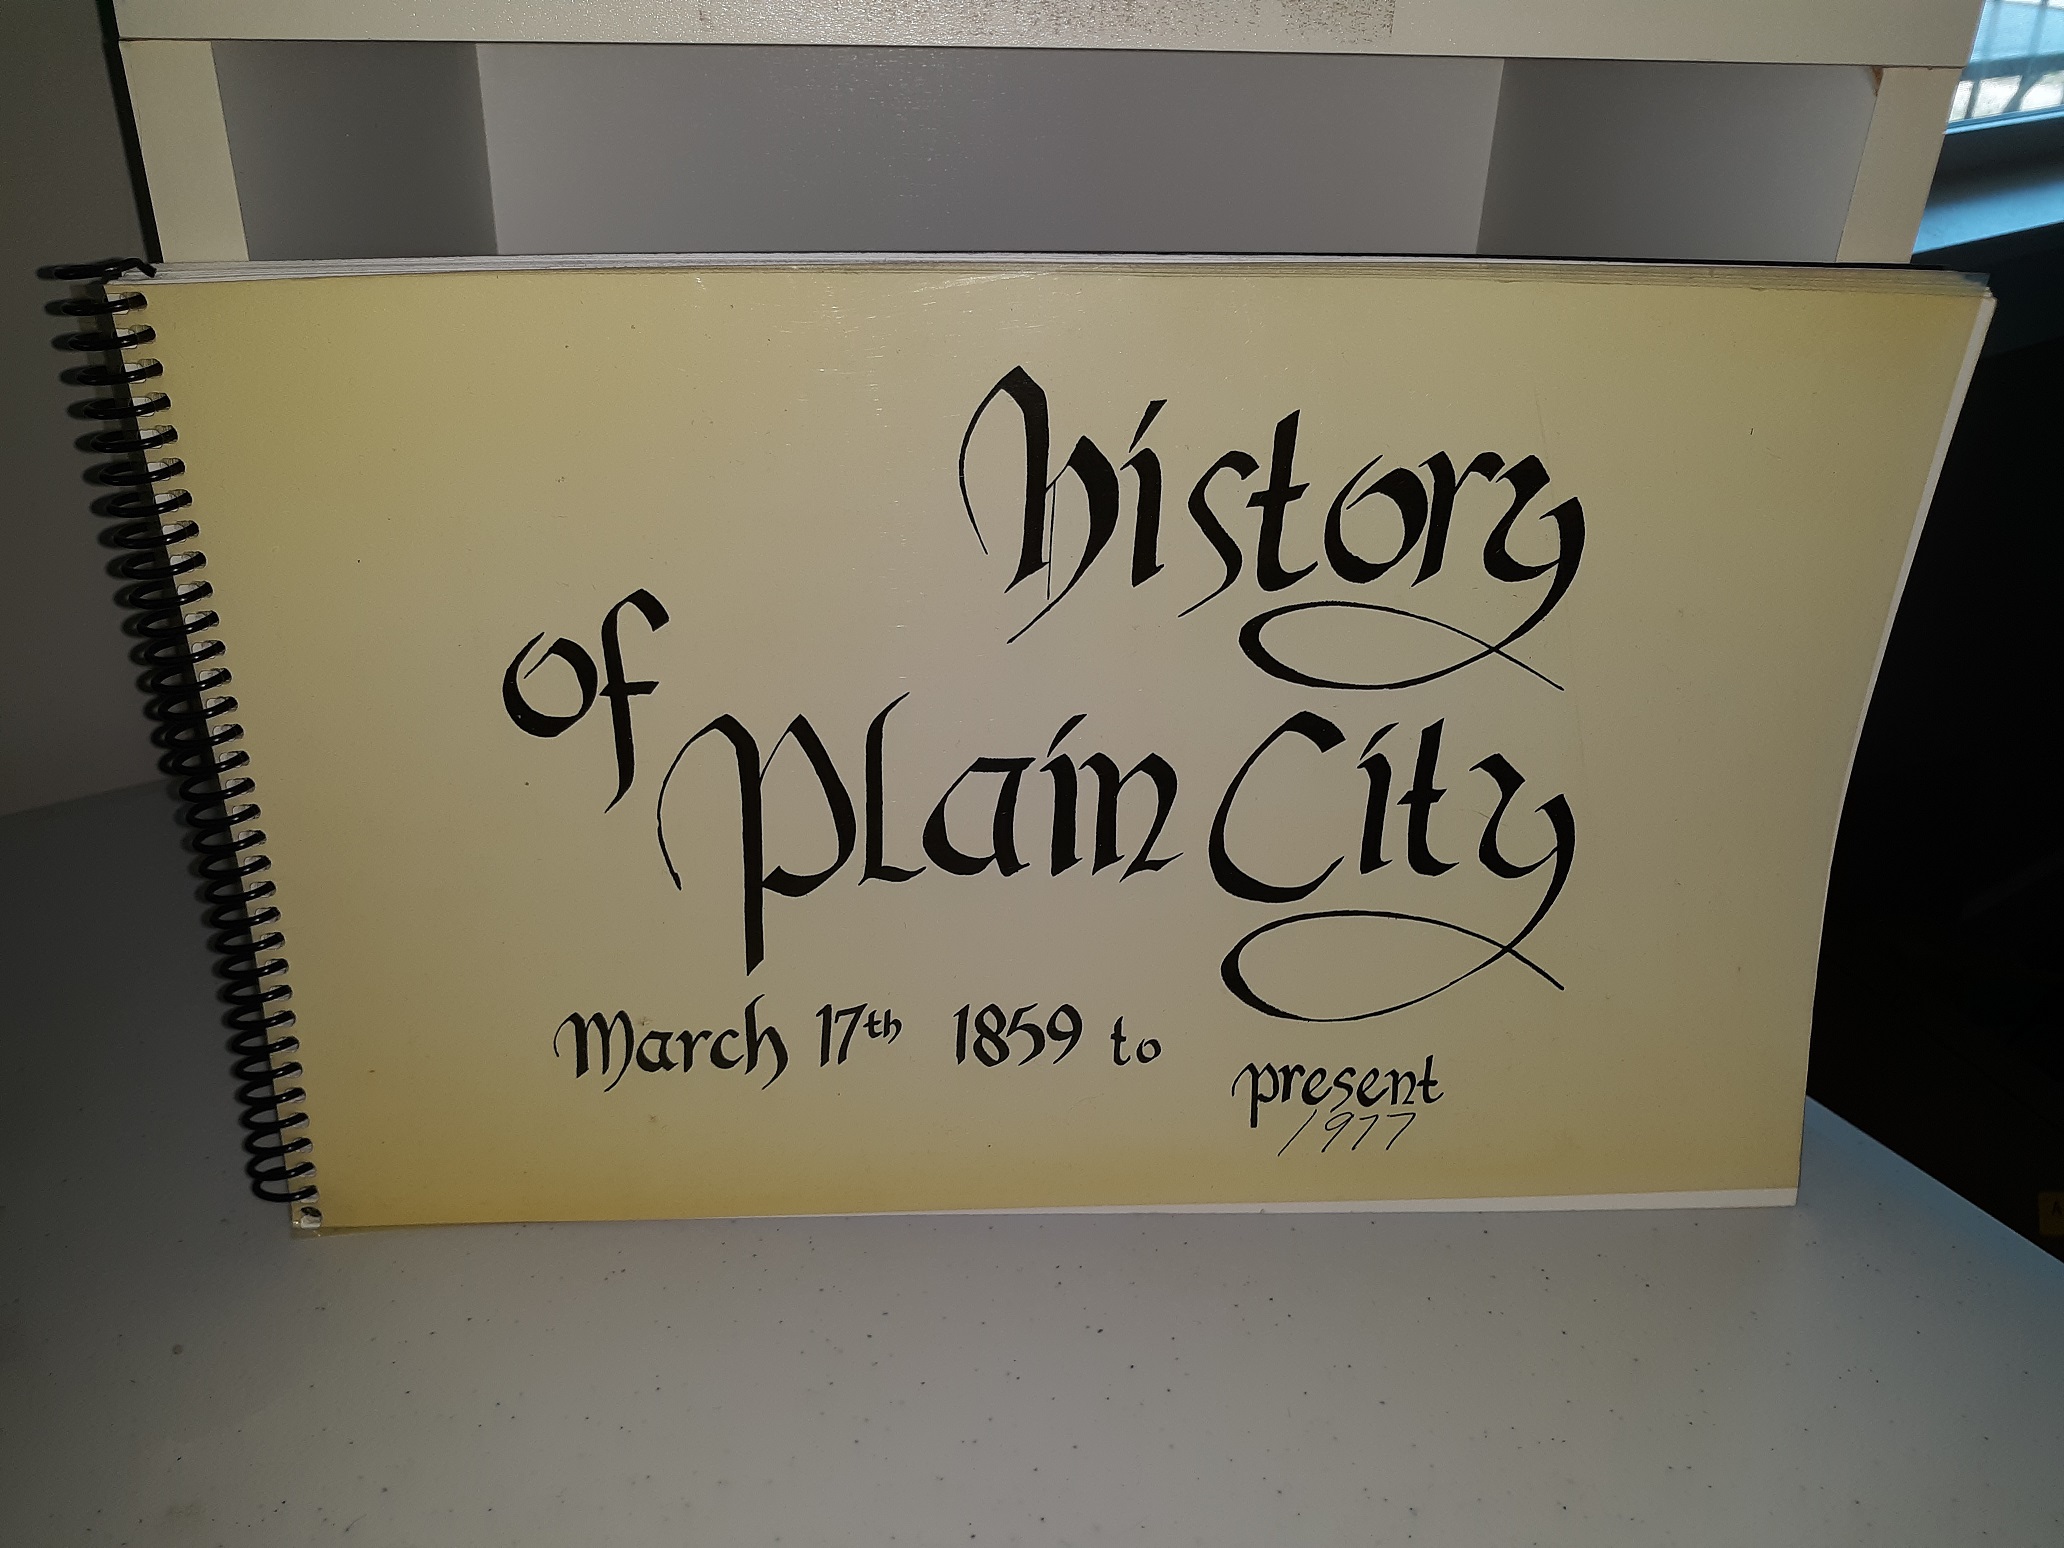 History
of
Plain City
March 17th 1859 to
present
1977